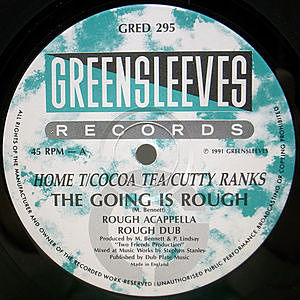 GRED 295
GREENSLEEVES
RECORDS
45 RPM — A
℗ 1991 GREENSLEEVES
HOME T/COCOA TEA/CUTTY RANKS
THE GOING IS ROUGH
(M. Bennett)
ROUGH ACAPPELLA
ROUGH DUB
Produced by M. Bennett & P. Lindsay
"Two Friends Production"
Mixed at Music Works by Stephen Stanley
Published by Dub Plate Music
Made in England
ALL RIGHTS OF THE MANUFACTURER AND OWNER OF THE RECORDED WORK RESERVED · UNAUTHORISED PUBLIC PERFORMANCE, BROADCASTING OR COPYING PROHIBITED